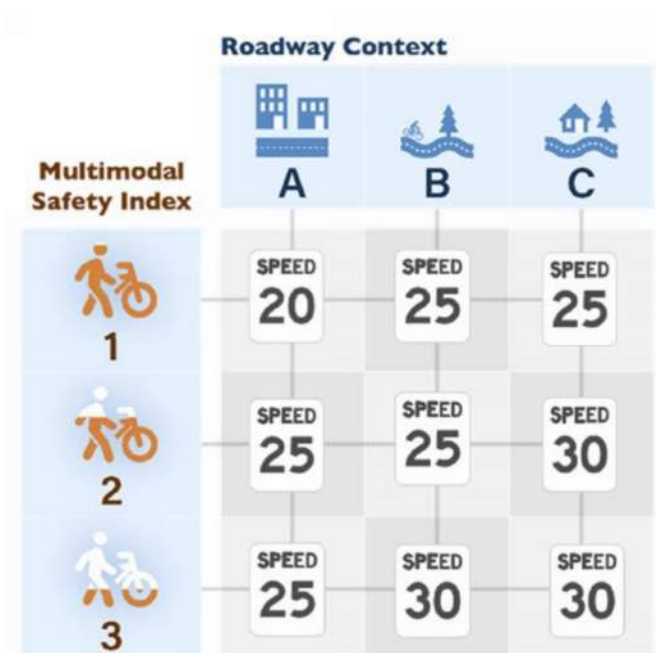 Roadway Context
A B C
Multimodal
Safety Index
SPEED SPEED SPEED
20 25 25
1
SPEED SPEED SPEED
25 25 30
2
SPEED SPEED SPEED
25 30 30
3